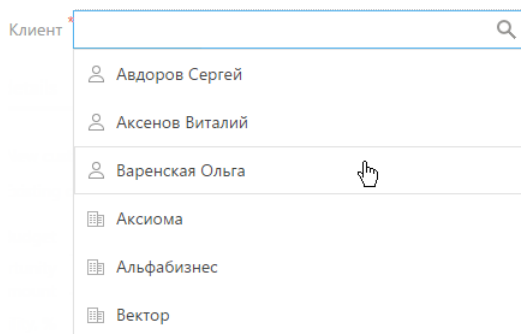 Клиент *
Авдоров Сергей
Аксенов Виталий
Варенская Ольга
Аксиома
Альфабизнес
Вектор